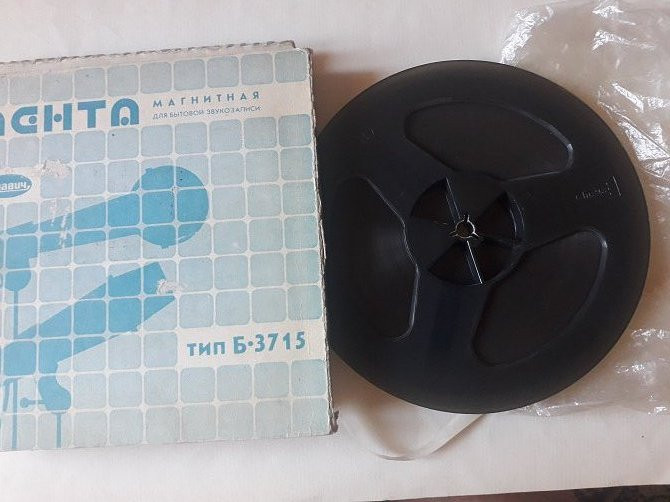 ЛЕНТА
МАГНИТНАЯ
ДЛЯ БЫТОВОЙ ЗВУКОЗАПИСИ
тип Б-3715